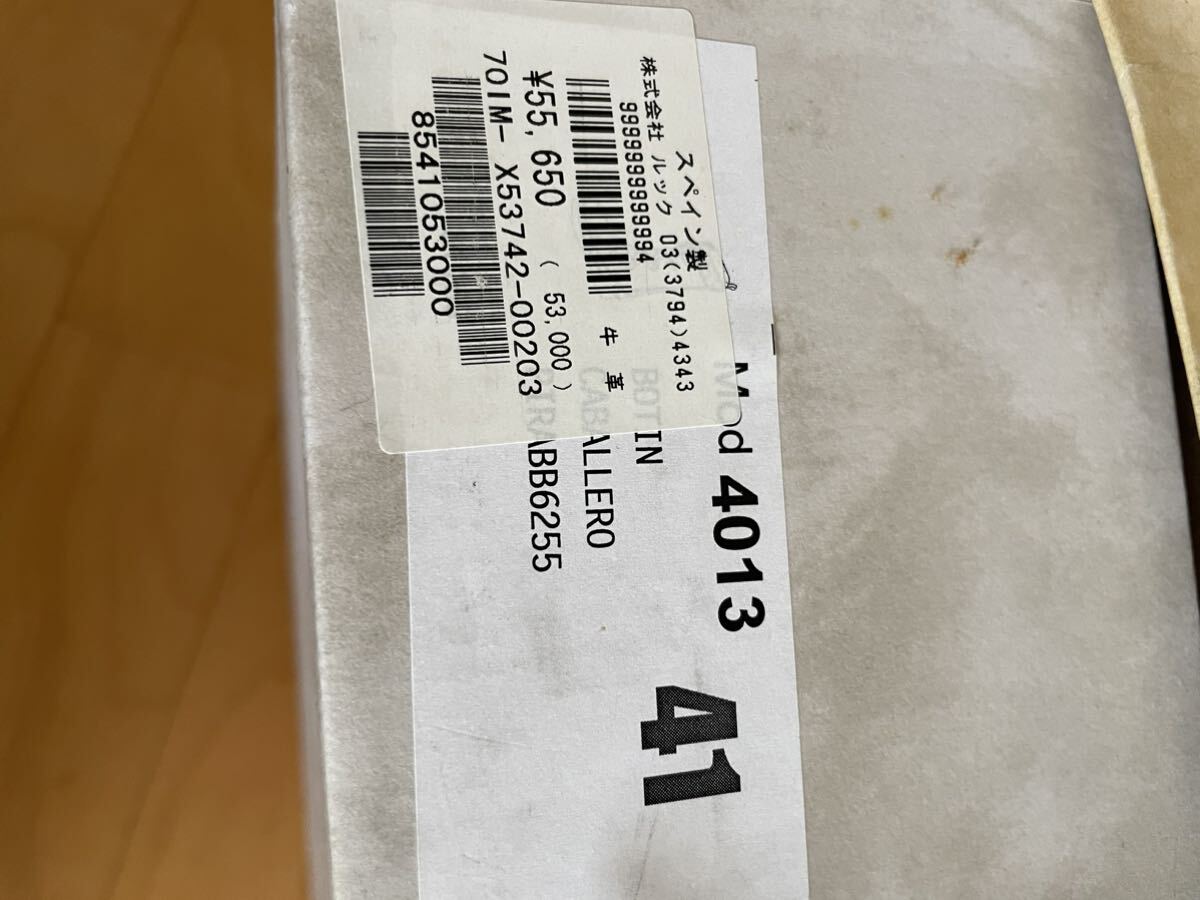 スペイン製
株式会社 ルック 03(3794)4343
9999999999994
牛 革
¥55,650 ( 53,000 )
70IM- X53742-00203
8541053000
Mod 4013
BOTIN
CABALLERO
41